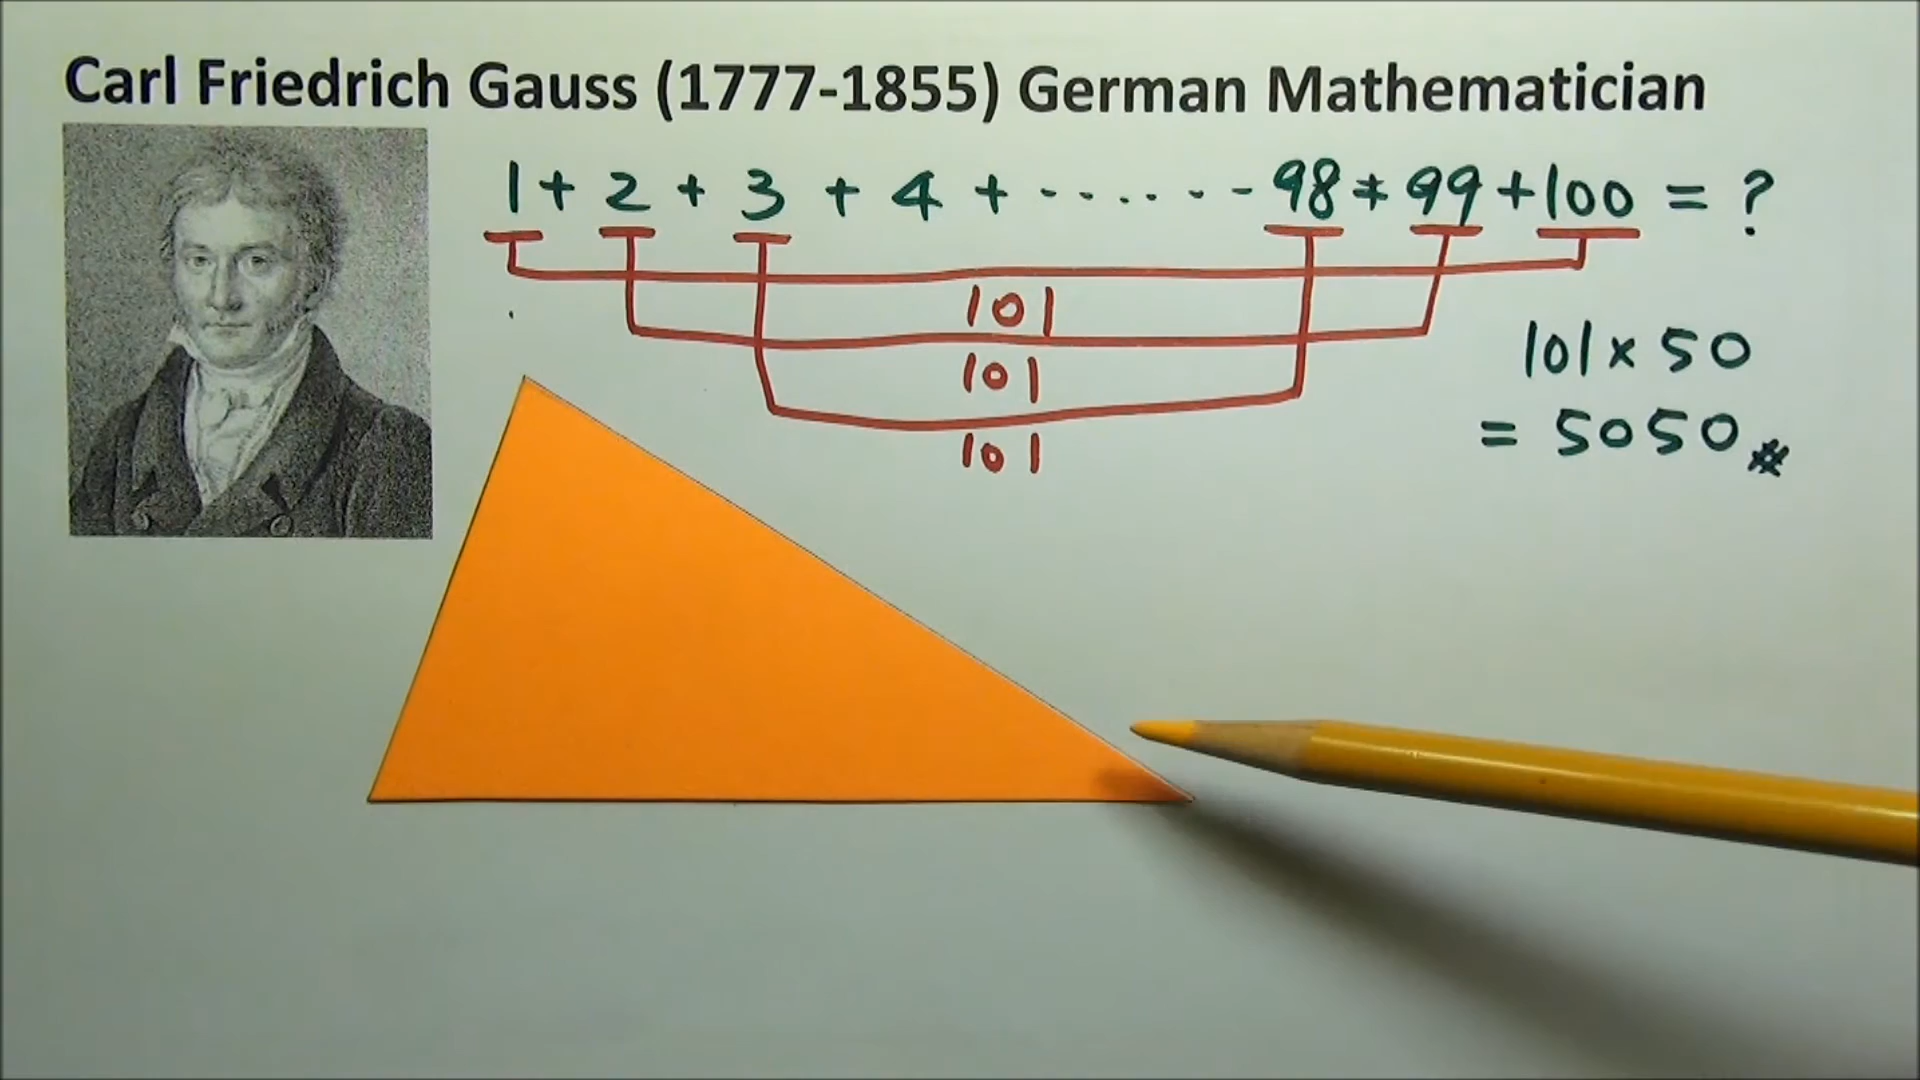 Carl Friedrich Gauss (1777-1855) German Mathematician
1 + 2 + 3 + 4 + ------- 98 + 99 + 100 = ?
101
101
101
101 x 50
= 5050 #